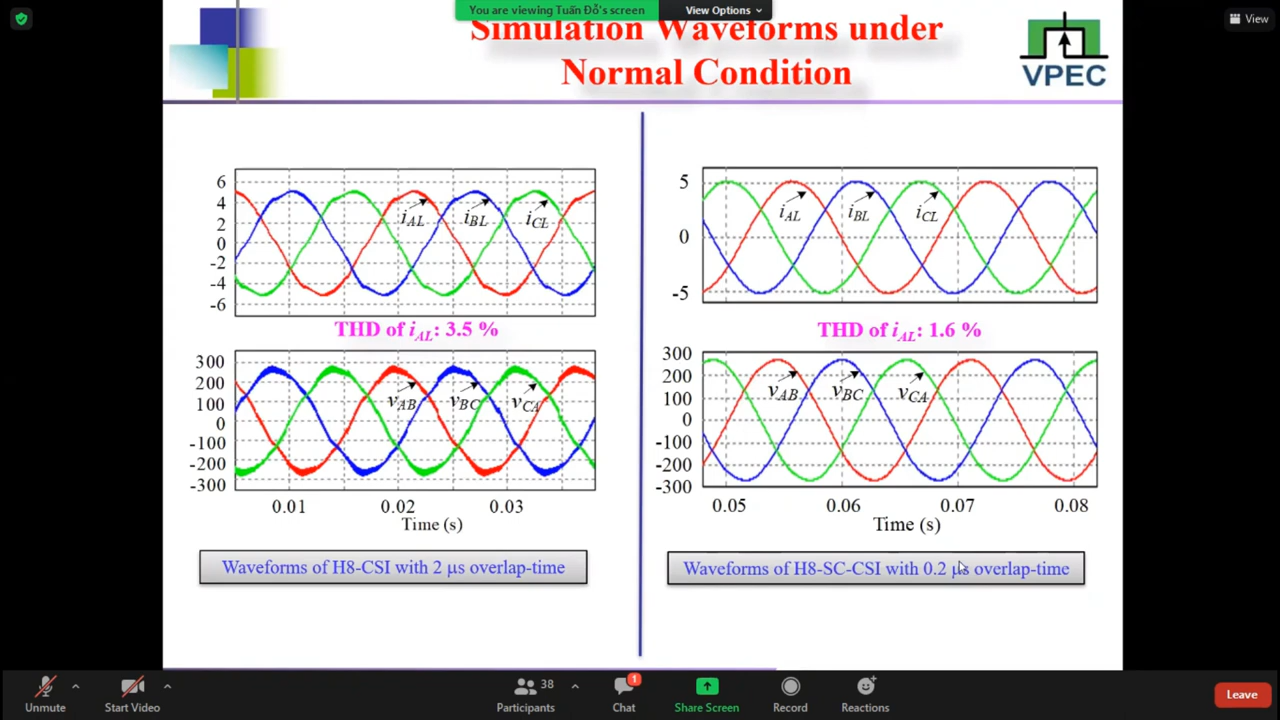 You are viewing Tuấn Đỗ's screen
View Options
View
Simulation Waveforms under
Normal Condition
VPEC
6
4
2
0
-2
-4
-6
iAL
iBL
iCL
THD of iAL: 3.5 %
300
200
100
0
-100
-200
-300
vAB
vBC
vCA
0.01
0.02
0.03
Time (s)
Waveforms of H8-CSI with 2 μs overlap-time
5
0
-5
iAL
iBL
iCL
THD of iAL: 1.6 %
300
200
100
0
-100
-200
-300
vAB
vBC
vCA
0.05
0.06
0.07
0.08
Time (s)
Waveforms of H8-SC-CSI with 0.2 μs overlap-time
Unmute
Start Video
38
Participants
1
Chat
Share Screen
Record
Reactions
Leave